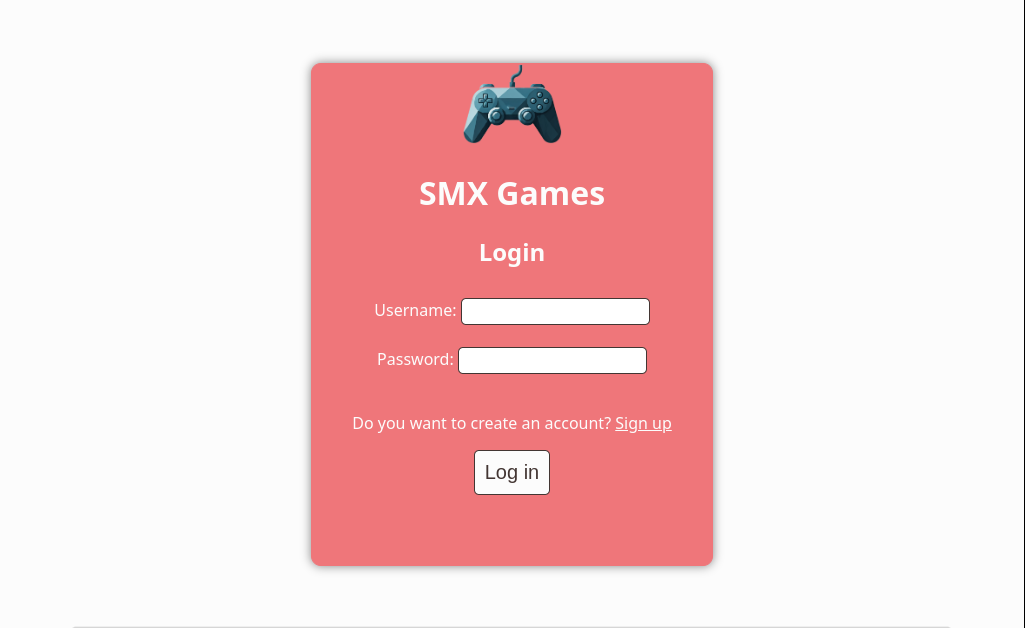 SMX Games
Login
Username:
Password:
Do you want to create an account? Sign up
Log in